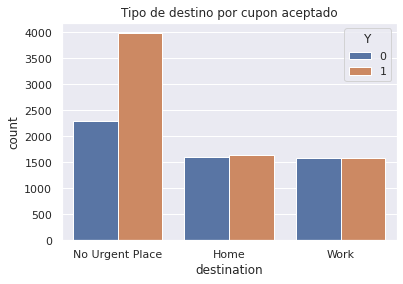 Tipo de destino por cupon aceptado
Y
0
1
4000
3500
3000
2500
2000
1500
1000
500
0
count
No Urgent Place
Home
Work
destination